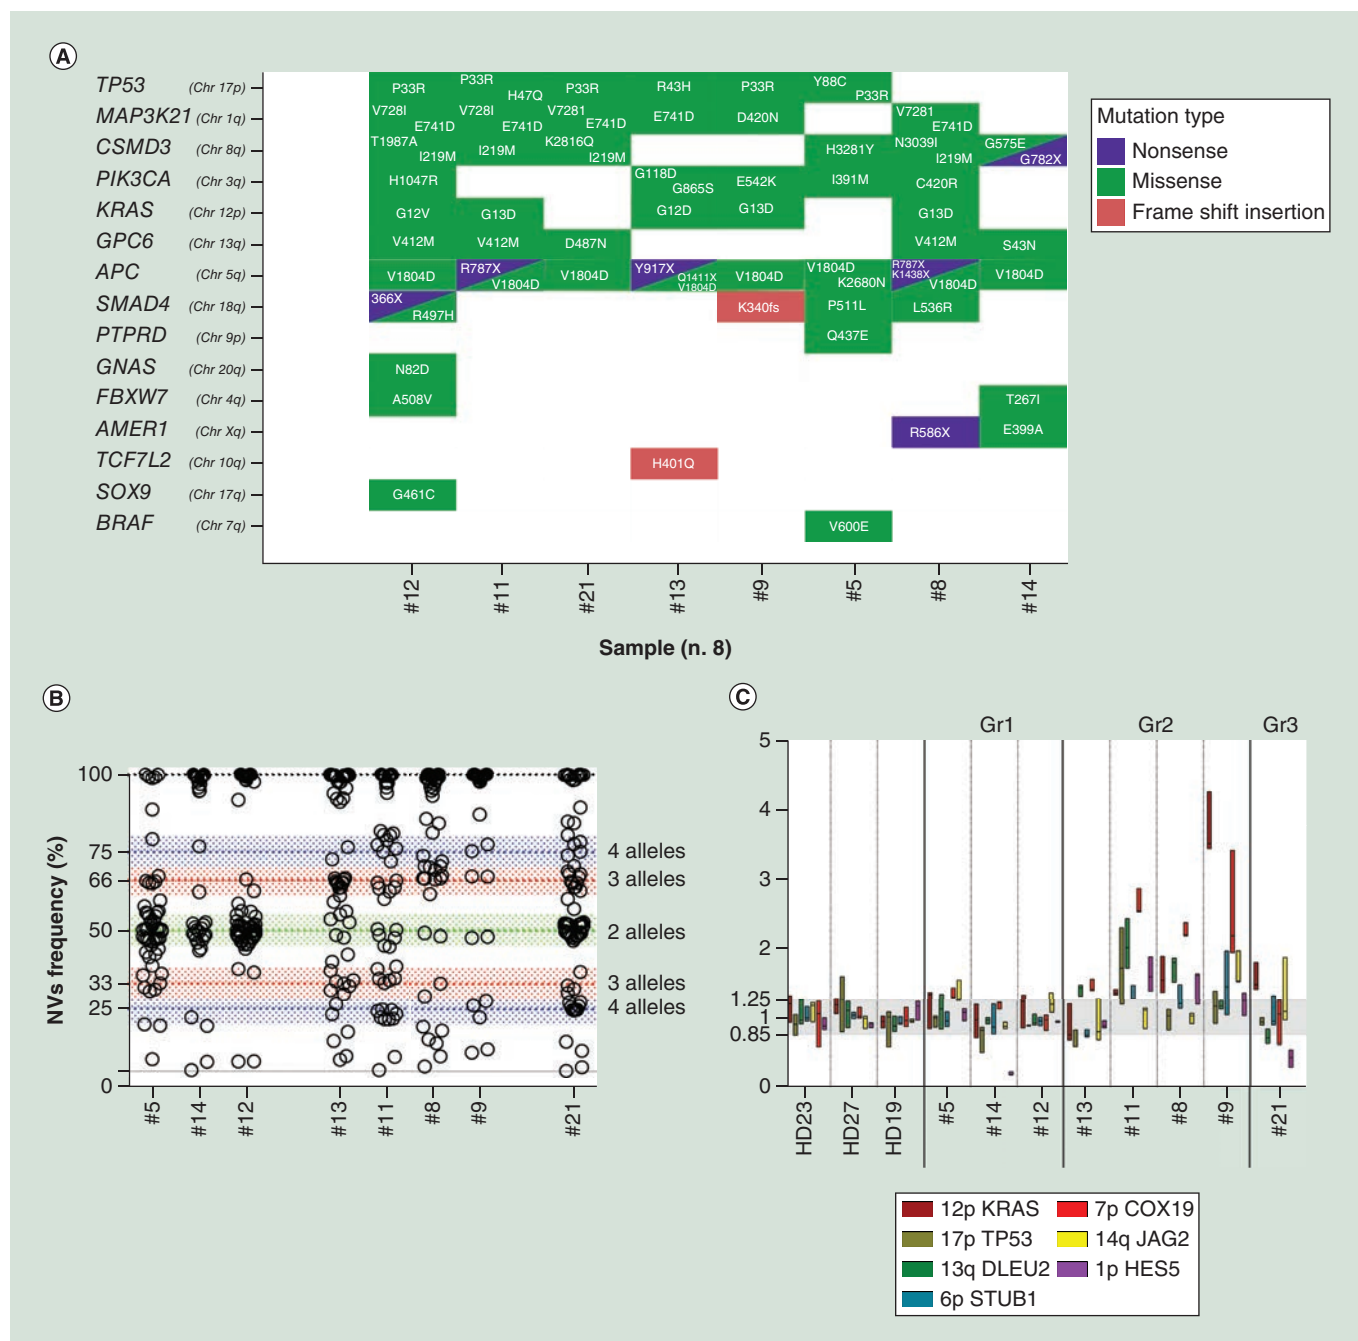 A
TP53 (Chr 17p) P33R P33R H47Q P33R R43H P33R Y88C P33R
MAP3K21 (Chr 1q) V728I E741D V728I E741D V7281 E741D E741D D420N V7281 E741D
CSMD3 (Chr 8q) T1987A I219M I219M K2816Q I219M H3281Y N3039I I219M G575E G782X
PIK3CA (Chr 3q) H1047R G118D G865S E542K I391M C420R
KRAS (Chr 12p) G12V G13D G12D G13D G13D
GPC6 (Chr 13q) V412M V412M D487N V412M S43N
APC (Chr 5q) V1804D R787X V1804D V1804D Y917X Q1411X V1804D V1804D V1804D K2680N R787X K1438X V1804D V1804D
SMAD4 (Chr 18q) 366X R497H K340fs P511L L536R
PTPRD (Chr 9p) Q437E
GNAS (Chr 20q) N82D
FBXW7 (Chr 4q) A508V T267I
AMER1 (Chr Xq) R586X E399A
TCF7L2 (Chr 10q) H401Q
SOX9 (Chr 17q) G461C
BRAF (Chr 7q) V600E
#12 #11 #21 #13 #9 #5 #8 #14
Sample (n. 8)
Mutation type
Nonsense
Missense
Frame shift insertion
B
NVs frequency (%)
100
75 4 alleles
66 3 alleles
50 2 alleles
33 3 alleles
25 4 alleles
0
#5 #14 #12 #13 #11 #8 #9 #21
C
Gr1 Gr2 Gr3
5
4
3
2
1.25
1
0.85
0
HD23 HD27 HD19 #5 #14 #12 #13 #11 #8 #9 #21
12p KRAS 7p COX19
17p TP53 14q JAG2
13q DLEU2 1p HES5
6p STUB1